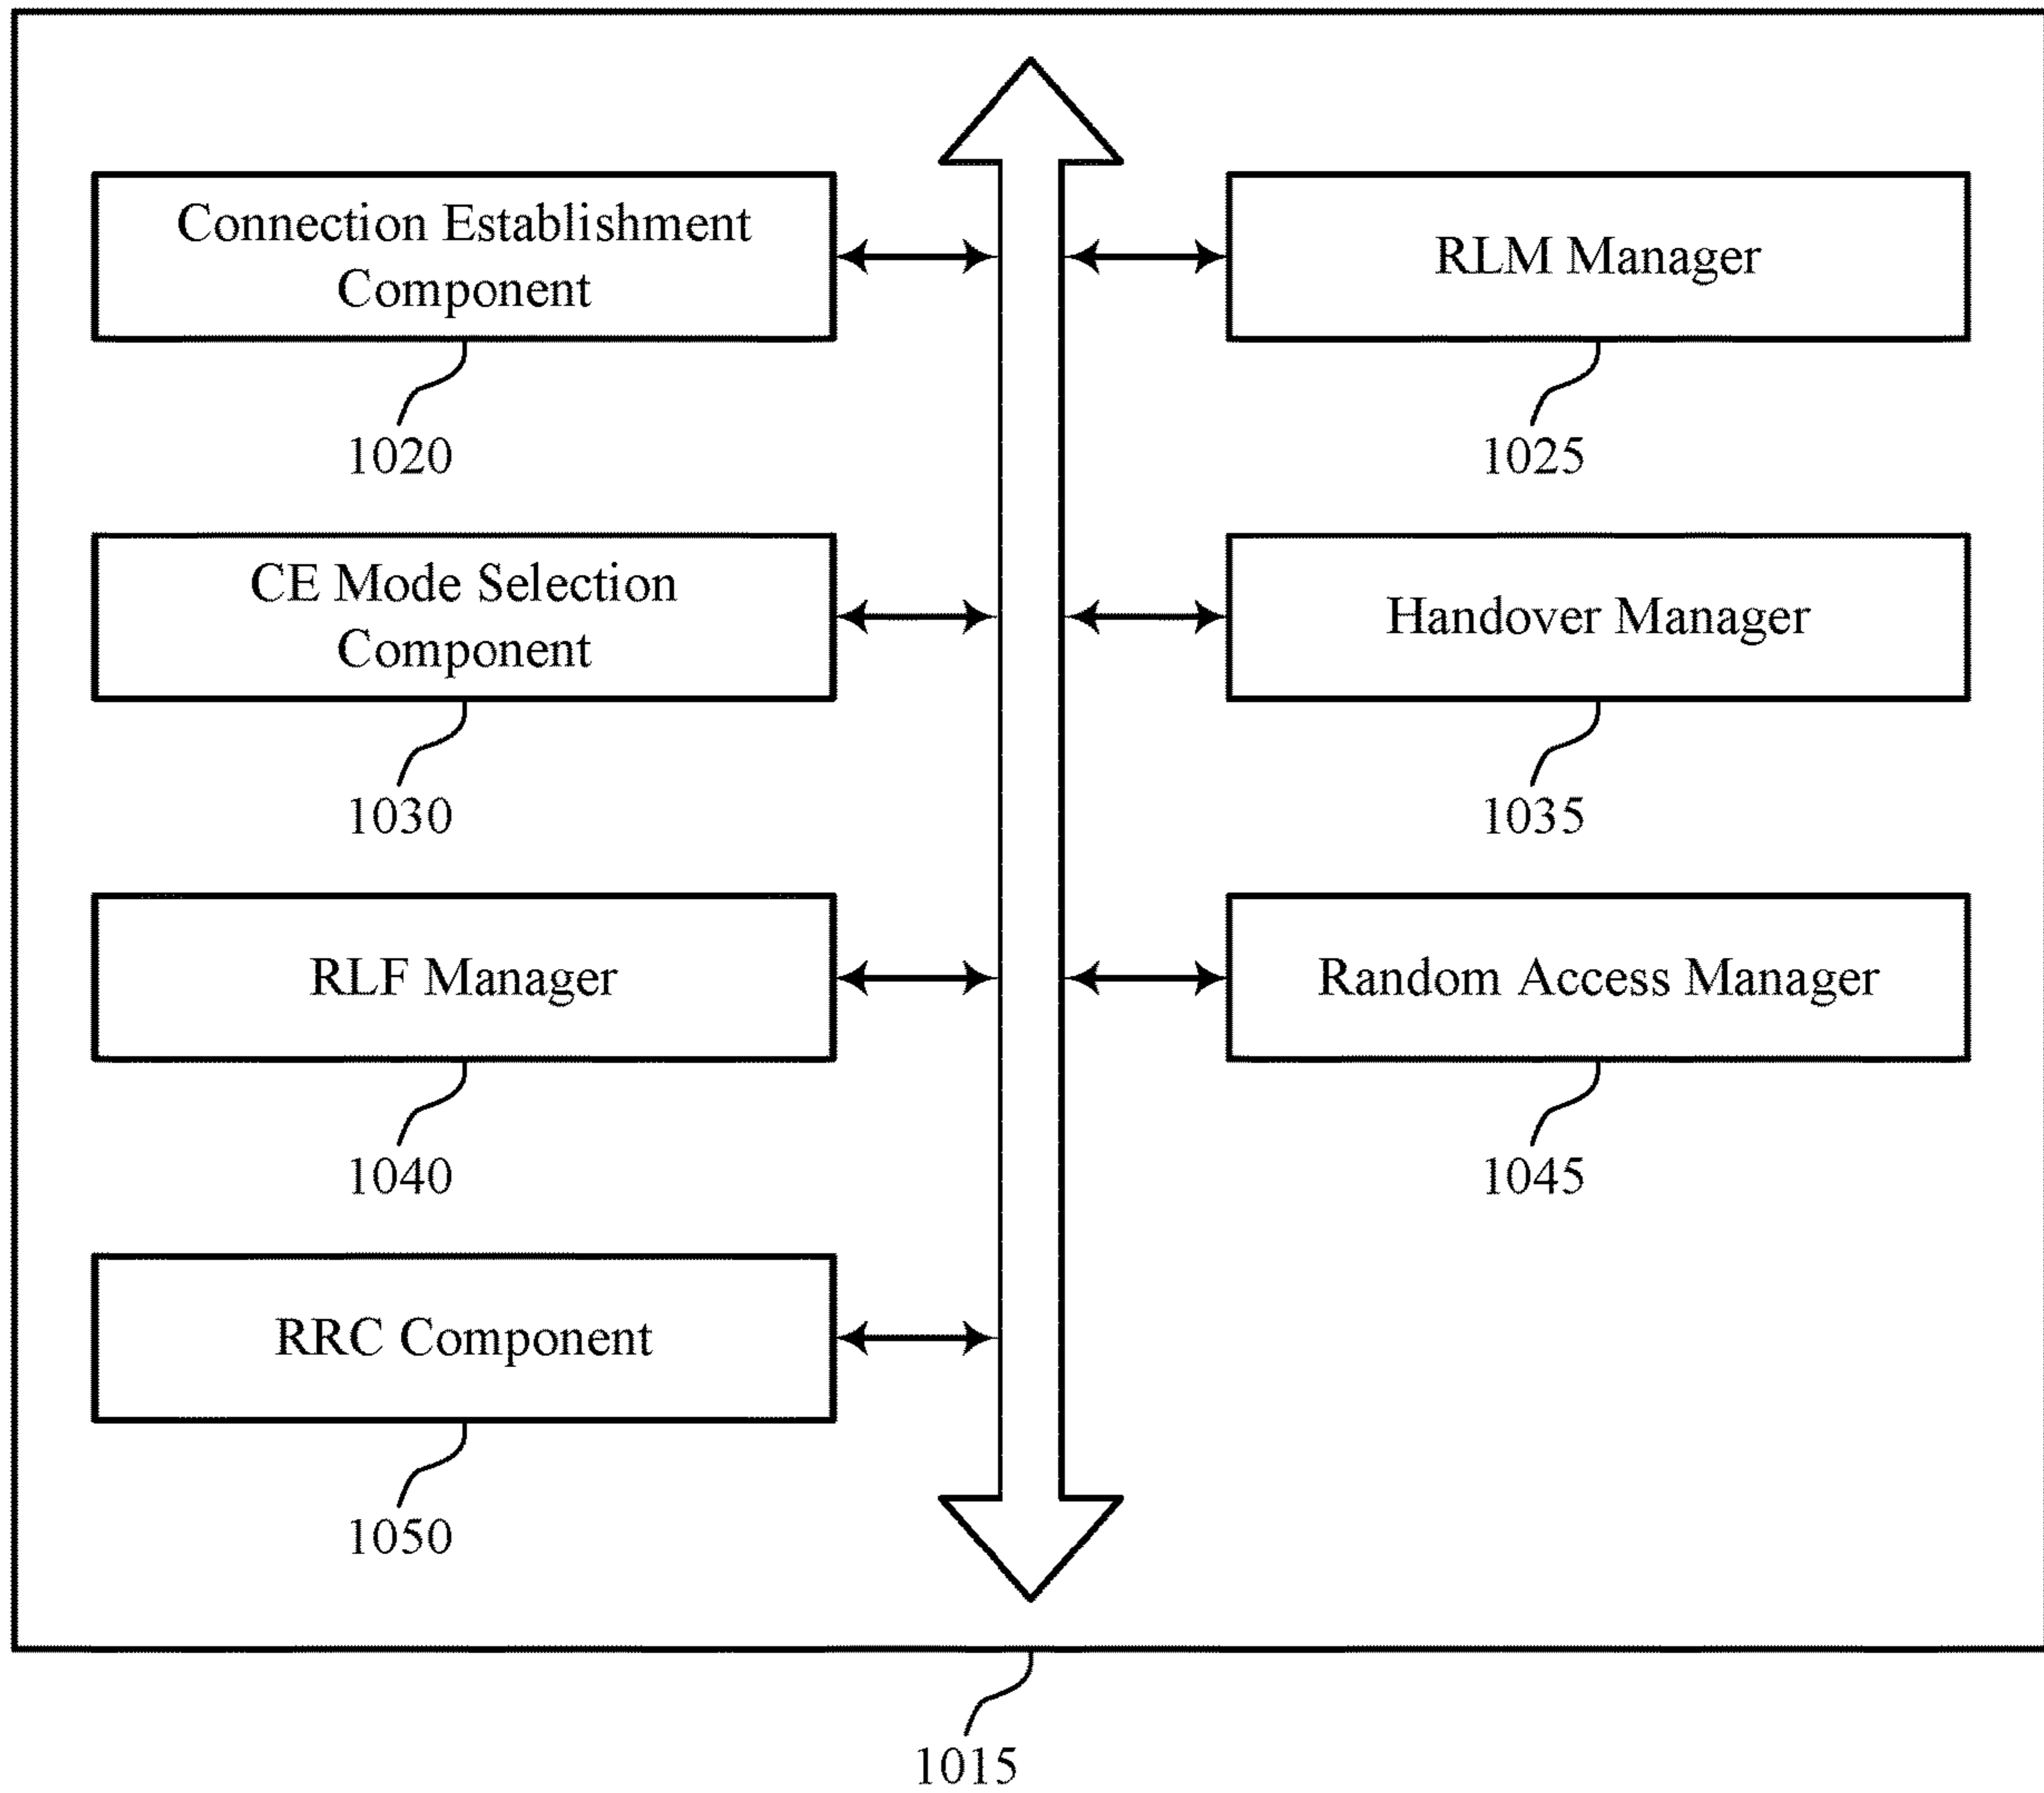 Connection Establishment
Component
1020
RLM Manager
1025
CE Mode Selection
Component
1030
Handover Manager
1035
RLF Manager
1040
Random Access Manager
1045
RRC Component
1050
1015